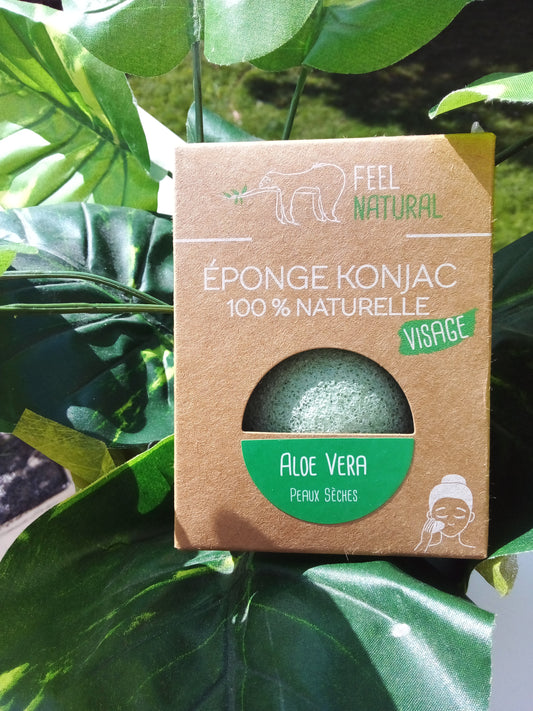 FEEL
NATURAL
ÉPONGE KONJAC
100 % NATURELLE
VISAGE
ALOE VERA
PEAUX SÈCHES